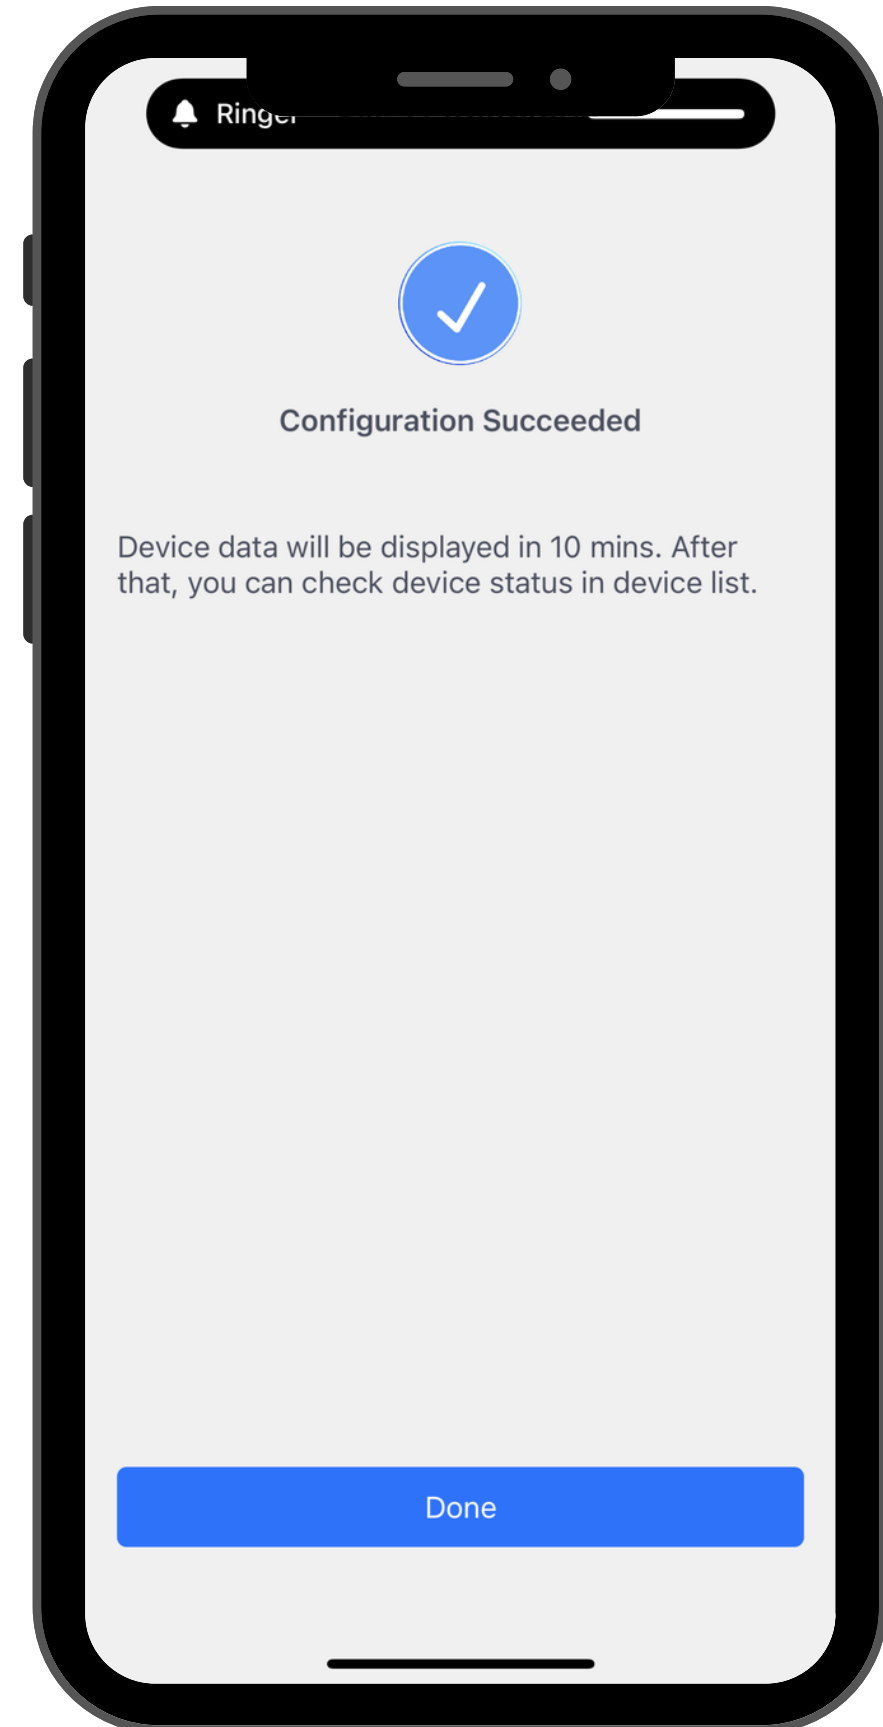 Ringer
Configuration Succeeded
Device data will be displayed in 10 mins. After
that, you can check device status in device list.
Done